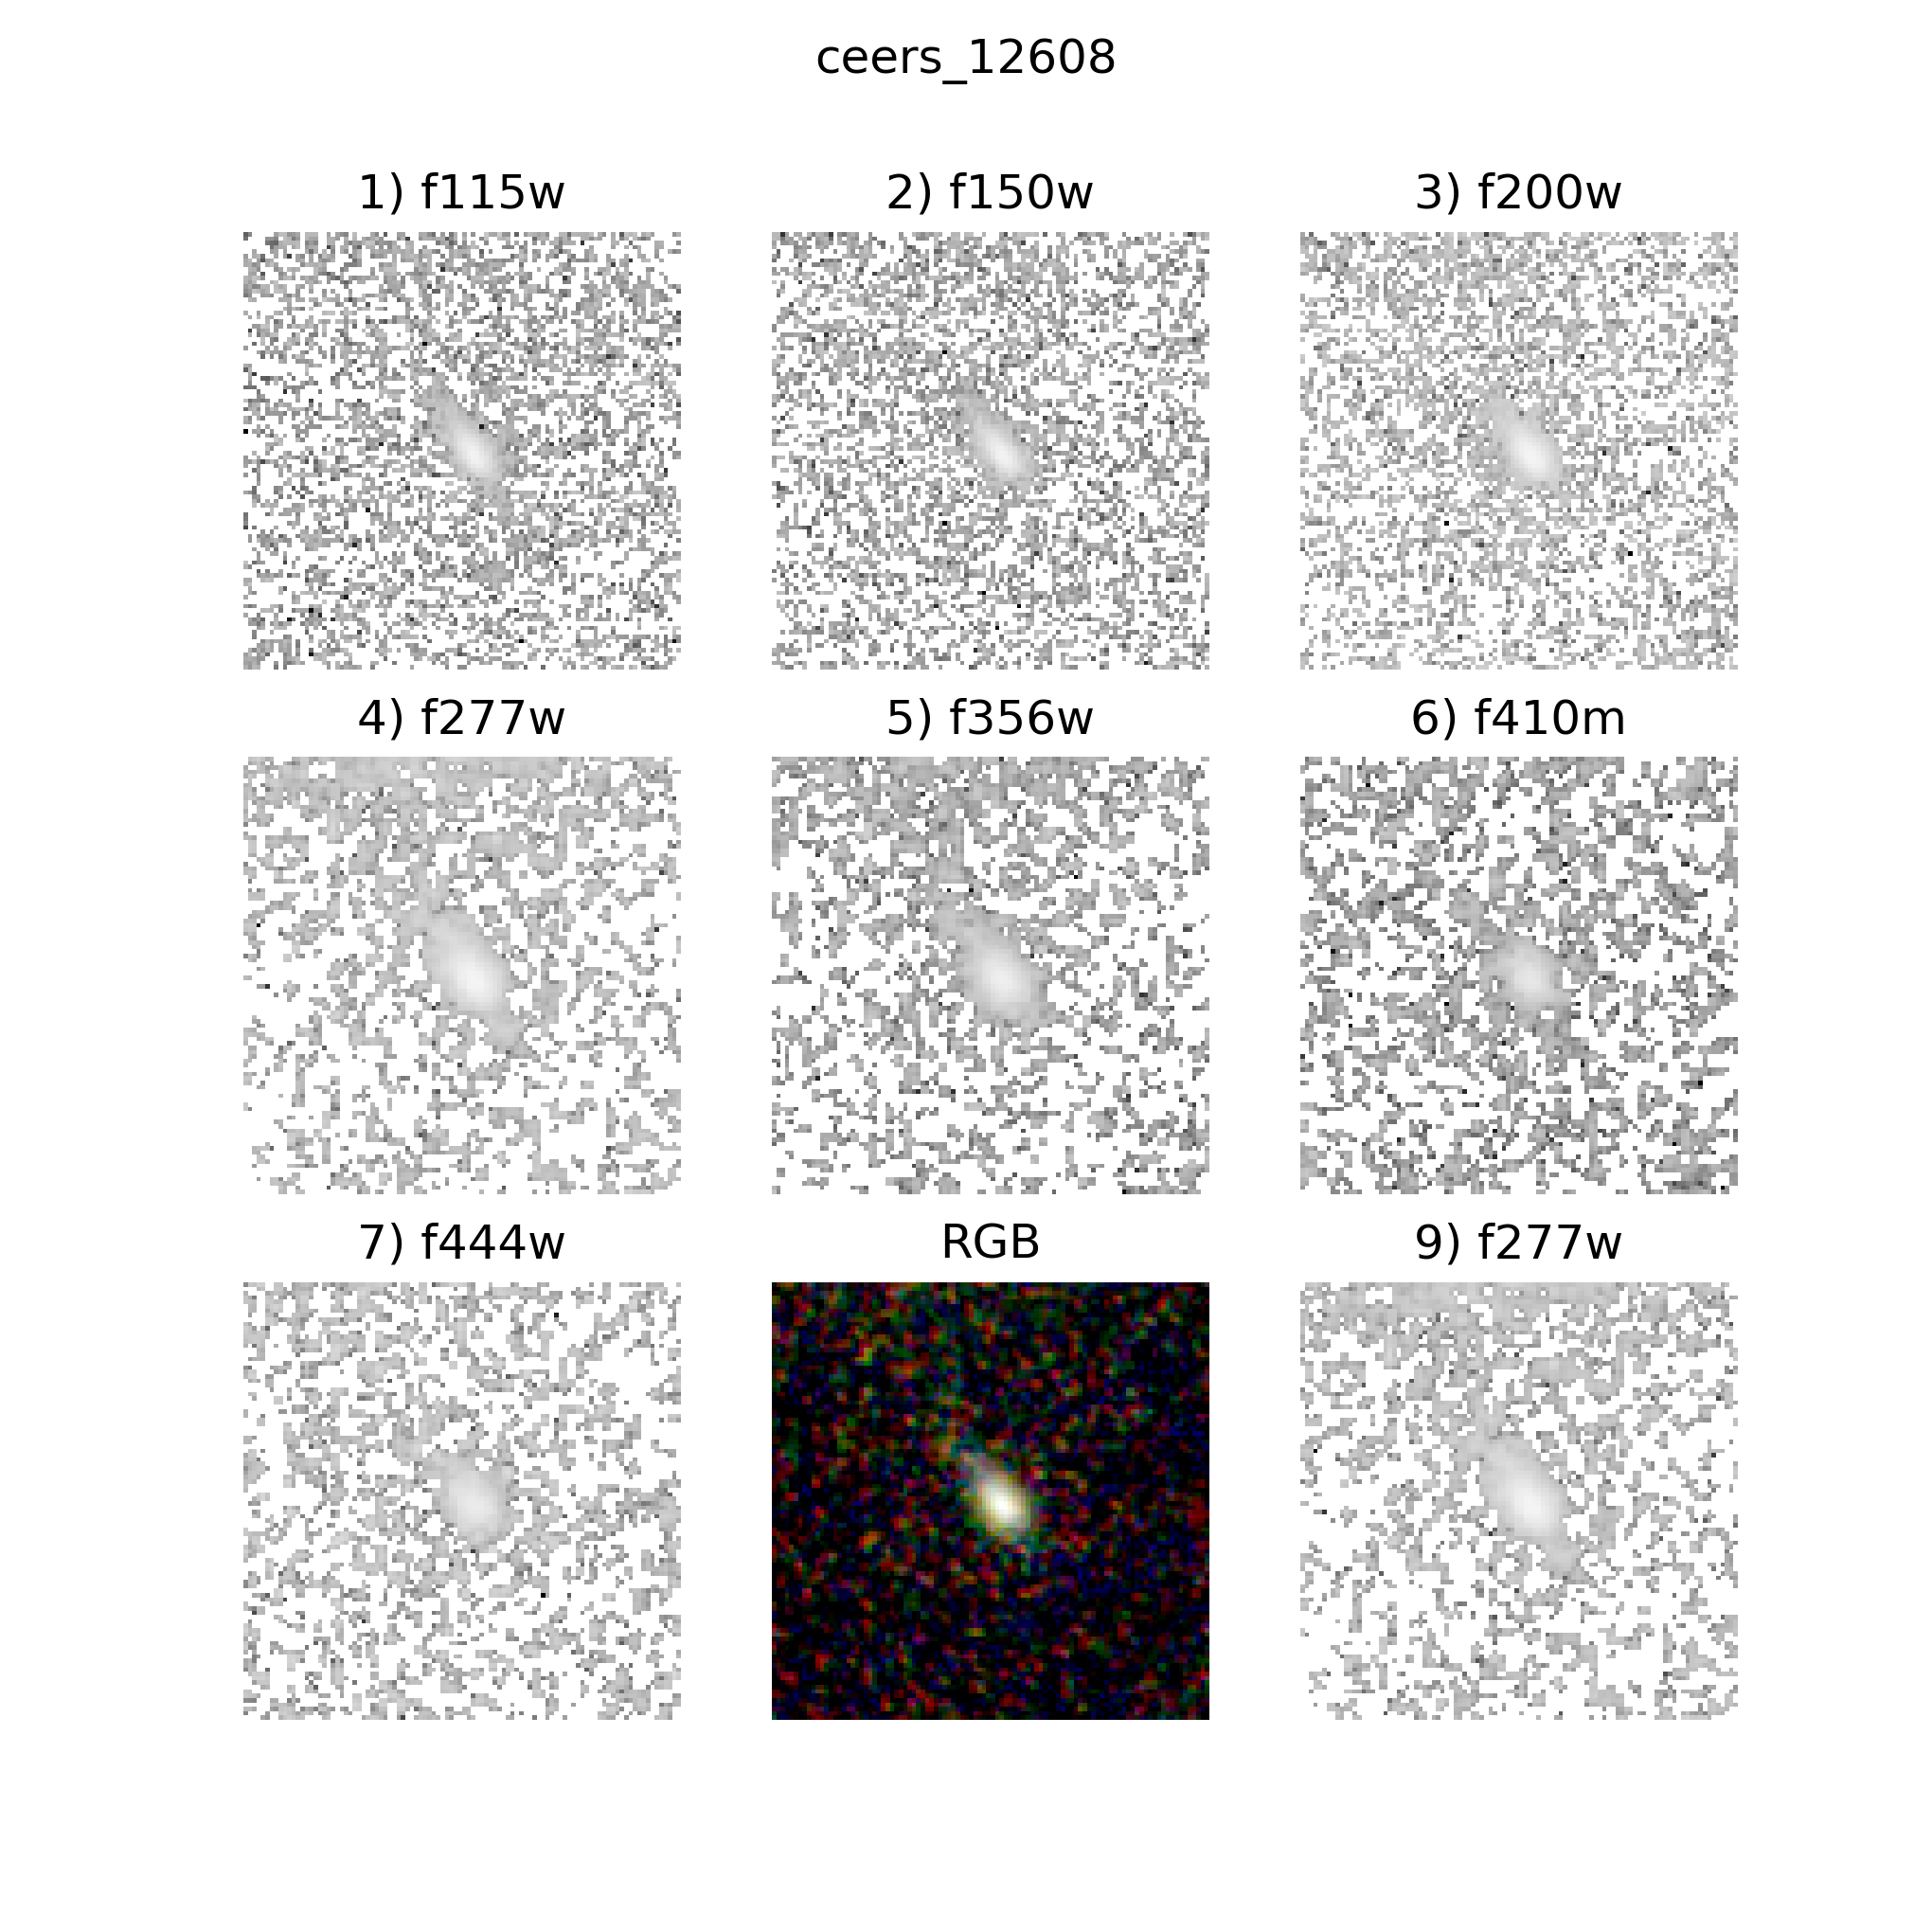 ceers_12608
1) f115w
2) f150w
3) f200w
4) f277w
5) f356w
6) f410m
7) f444w
RGB
9) f277w